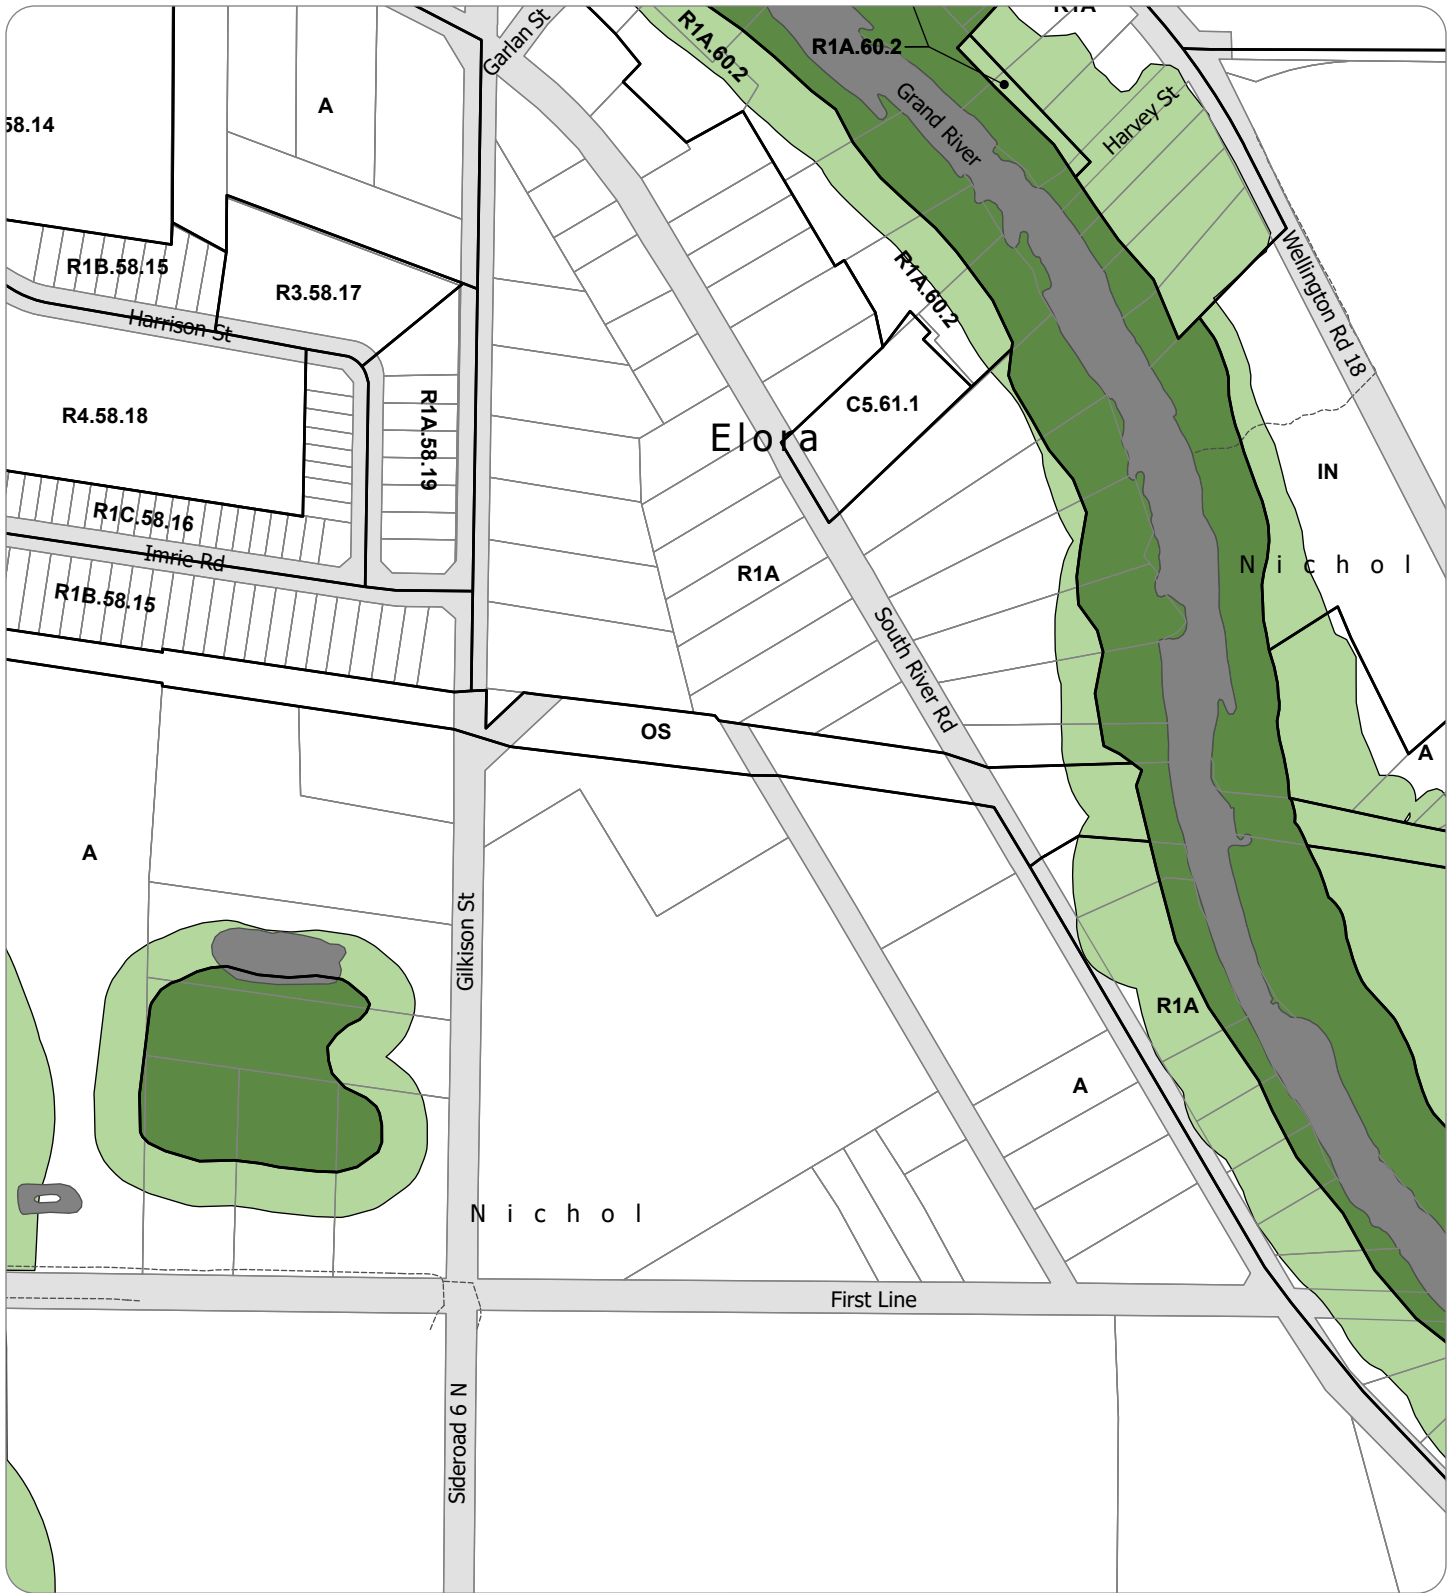 R1A
Garlan St
R1A.60.2
R1A.60.2
A
58.14
Grand River
Harvey St
R1B.58.15
R3.58.17
R1A.60.2
Wellington Rd 18
Harrison St
R4.58.18
R1A.58.19
C5.61.1
Elora
IN
R1C.58.16
Imrie Rd
R1A
Nichol
R1B.58.15
South River Rd
OS
A
A
Gilkison St
R1A
A
Nichol
First Line
Sideroad 6 N